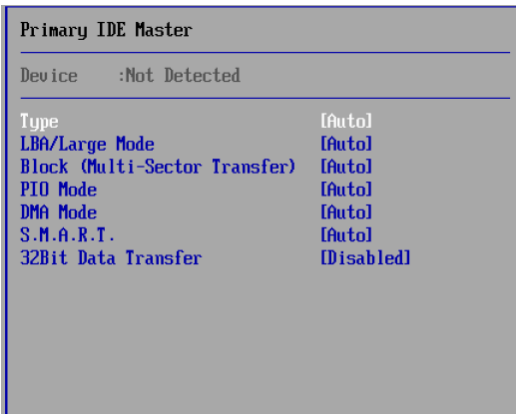 Primary IDE Master
Device :Not Detected
Type [Auto]
LBA/Large Mode [Auto]
Block (Multi-Sector Transfer) [Auto]
PIO Mode [Auto]
DMA Mode [Auto]
S.M.A.R.T. [Auto]
32Bit Data Transfer [Disabled]